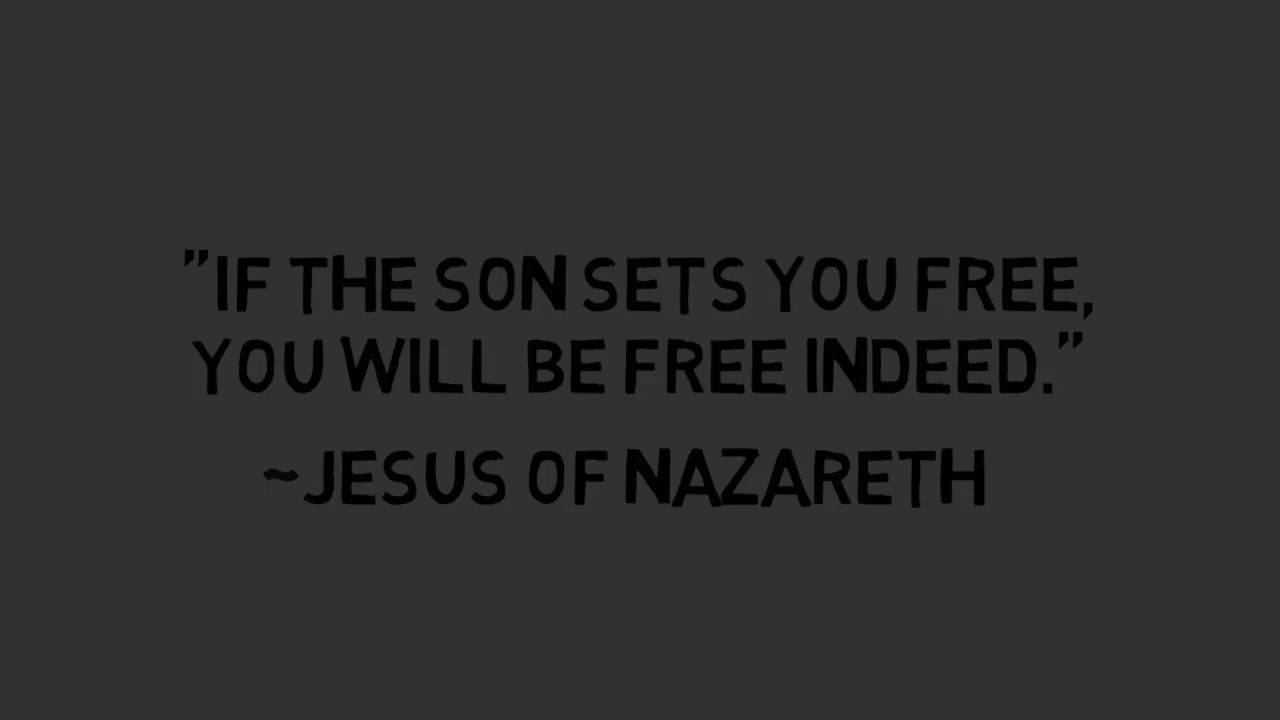 "IF THE SON SETS YOU FREE,
YOU WILL BE FREE INDEED."
~JESUS OF NAZARETH